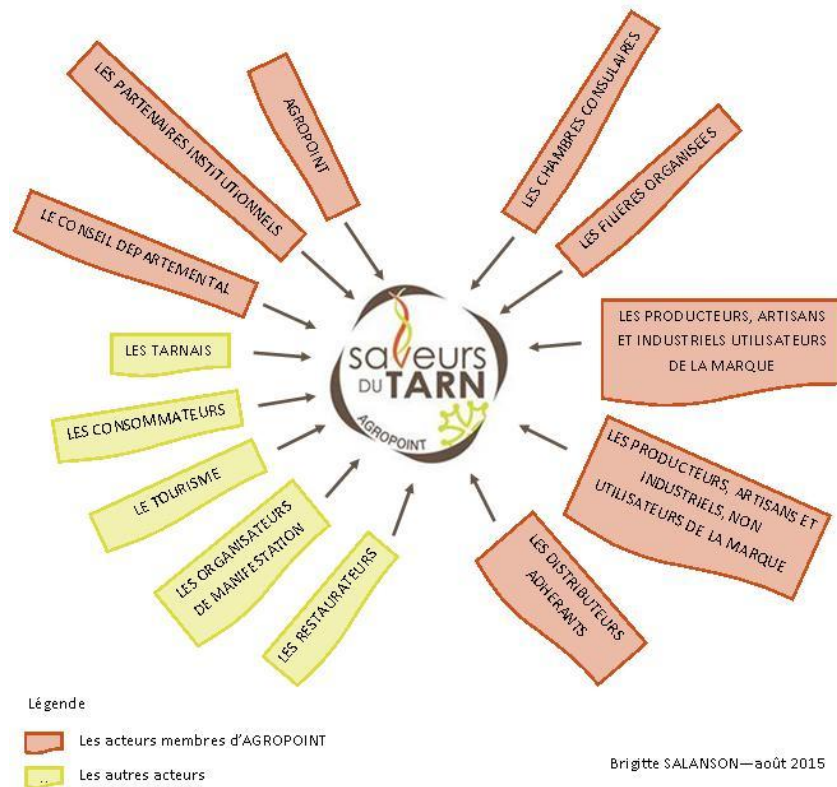 LES PARTENAIRES INSTITUTIONNELS
AGROPOINT
LES CHAMBRES CONSULAIRES
LES FILIERES ORGANISEES
LE CONSEIL DEPARTEMENTAL
LES TARNAIS
LES CONSOMMATEURS
LE TOURISME
LES ORGANISATEURS
DE MANIFESTATION
LES RESTAURATEURS
saveurs
DU TARN
AGROPOINT
LES PRODUCTEURS, ARTISANS
ET INDUSTRIELS UTILISATEURS
DE LA MARQUE
LES PRODUCTEURS, ARTISANS ET
INDUSTRIELS, NON
UTILISATEURS DE LA MARQUE
LES DISTRIBUTEURS
ADHERANTS
Légende
Les acteurs membres d’AGROPOINT
.. Les autres acteurs
Brigitte SALANSON—août 2015